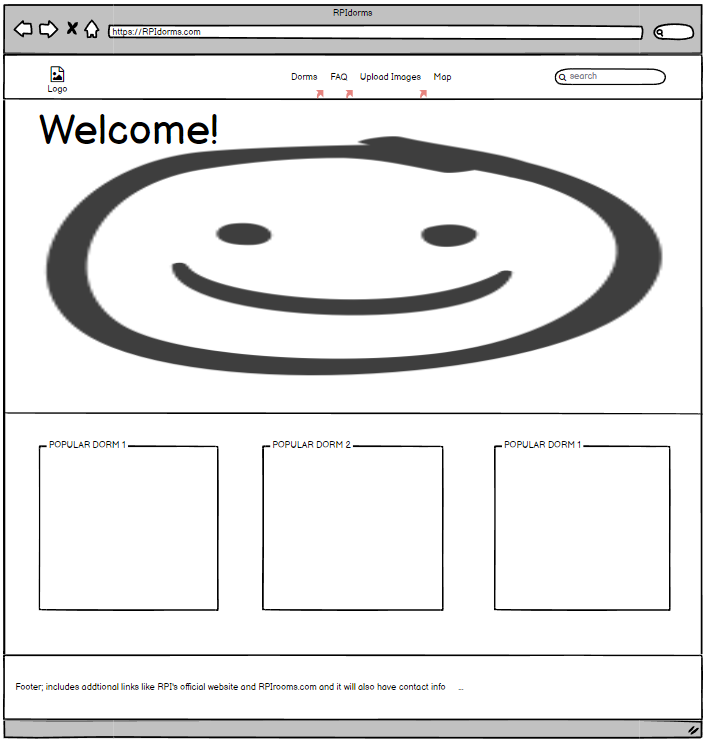 RPIdorms
https://RPIdorms.com
Logo
Dorms FAQ Upload Images Map
search
Welcome!
POPULAR DORM 1
POPULAR DORM 2
POPULAR DORM 1
Footer; includes addtional links like RPI's official website and RPIrooms.com and it will also have contact info ...